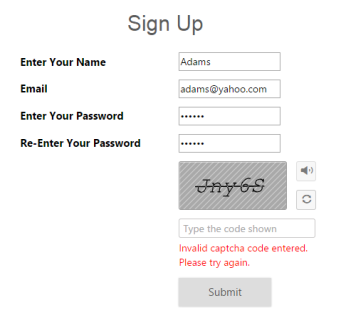 Sign Up
Enter Your Name Adams
Email adams@yahoo.com
Enter Your Password ••••••
Re-Enter Your Password ••••••
Jny6S
Type the code shown
Invalid captcha code entered.
Please try again.
Submit